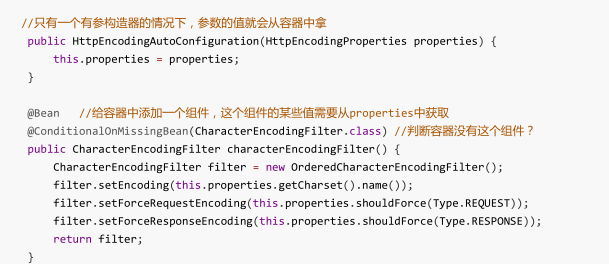 //只有一个有参构造器的情况下，参数的值就会从容器中拿
public HttpEncodingAutoConfiguration(HttpEncodingProperties properties) {
this.properties = properties;
}
@Bean //给容器中添加一个组件，这个组件的某些值需要从properties中获取
@ConditionalOnMissingBean(CharacterEncodingFilter.class) //判断容器没有这个组件？
public CharacterEncodingFilter characterEncodingFilter() {
CharacterEncodingFilter filter = new OrderedCharacterEncodingFilter();
filter.setEncoding(this.properties.getCharset().name());
filter.setForceRequestEncoding(this.properties.shouldForce(Type.REQUEST));
filter.setForceResponseEncoding(this.properties.shouldForce(Type.RESPONSE));
return filter;
}